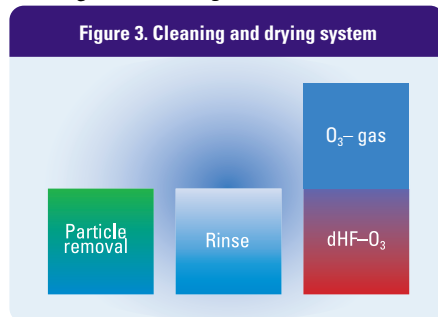 Figure 3. Cleaning and drying system
O₃– gas
Particle
removal
Rinse
dHF–O₃